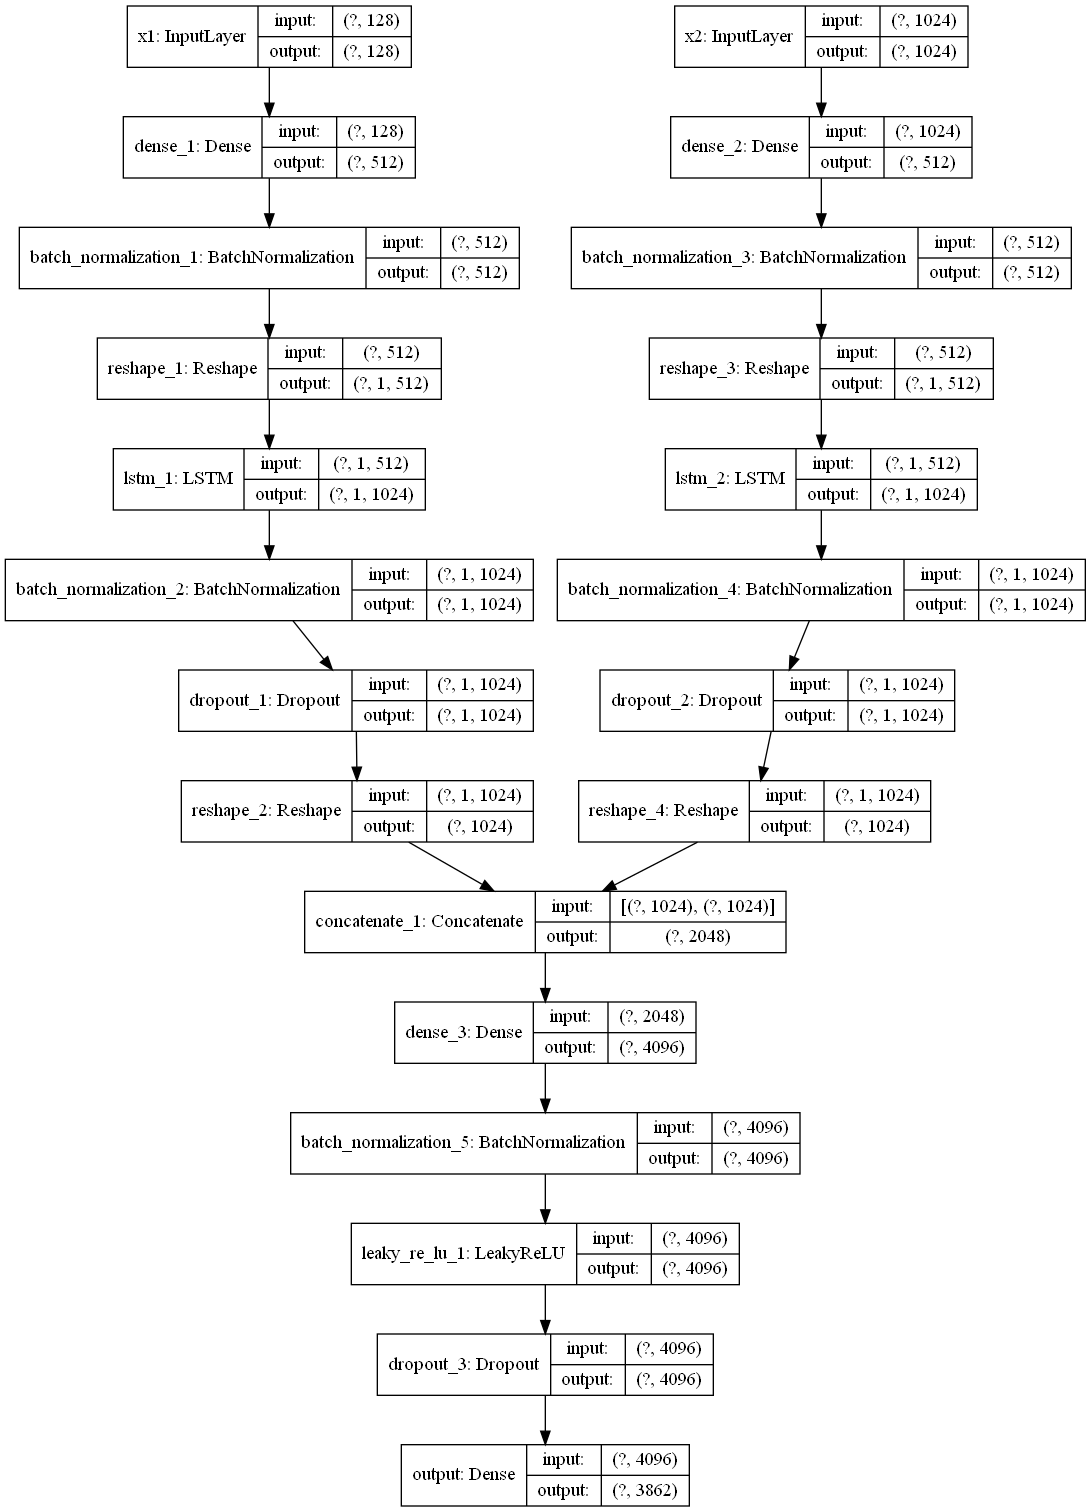 x1: InputLayer
input: (?, 128)
output: (?, 128)
x2: InputLayer
input: (?, 1024)
output: (?, 1024)
dense_1: Dense
input: (?, 128)
output: (?, 512)
dense_2: Dense
input: (?, 1024)
output: (?, 512)
batch_normalization_1: BatchNormalization
input: (?, 512)
output: (?, 512)
batch_normalization_3: BatchNormalization
input: (?, 512)
output: (?, 512)
reshape_1: Reshape
input: (?, 512)
output: (?, 1, 512)
reshape_3: Reshape
input: (?, 512)
output: (?, 1, 512)
lstm_1: LSTM
input: (?, 1, 512)
output: (?, 1, 1024)
lstm_2: LSTM
input: (?, 1, 512)
output: (?, 1, 1024)
batch_normalization_2: BatchNormalization
input: (?, 1, 1024)
output: (?, 1, 1024)
batch_normalization_4: BatchNormalization
input: (?, 1, 1024)
output: (?, 1, 1024)
dropout_1: Dropout
input: (?, 1, 1024)
output: (?, 1, 1024)
dropout_2: Dropout
input: (?, 1, 1024)
output: (?, 1, 1024)
reshape_2: Reshape
input: (?, 1, 1024)
output: (?, 1024)
reshape_4: Reshape
input: (?, 1, 1024)
output: (?, 1024)
concatenate_1: Concatenate
input: [(?, 1024), (?, 1024)]
output: (?, 2048)
dense_3: Dense
input: (?, 2048)
output: (?, 4096)
batch_normalization_5: BatchNormalization
input: (?, 4096)
output: (?, 4096)
leaky_re_lu_1: LeakyReLU
input: (?, 4096)
output: (?, 4096)
dropout_3: Dropout
input: (?, 4096)
output: (?, 4096)
output: Dense
input: (?, 4096)
output: (?, 3862)